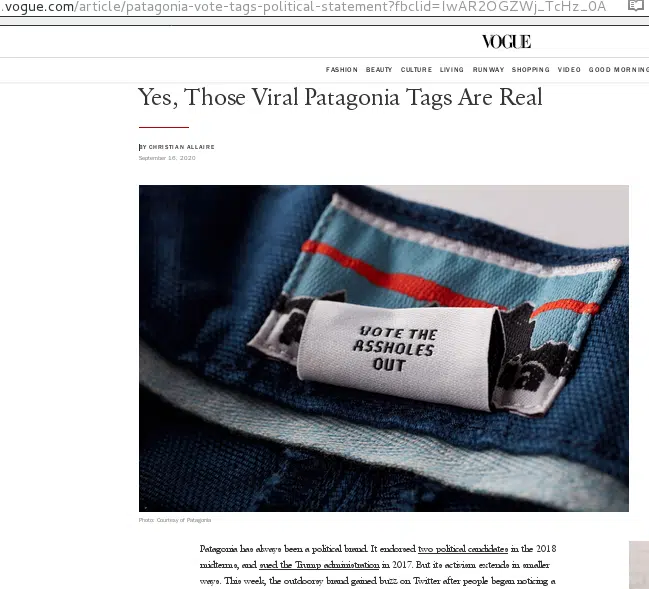 .vogue.com/article/patagonia-vote-tags-political-statement?fbclid=IwAR2OGZWj_TcHz_0A
VOGUE
FASHION BEAUTY CULTURE LIVING RUNWAY SHOPPING VIDEO GOOD MORNING
Yes, Those Viral Patagonia Tags Are Real
BY CHRISTIAN ALLAIRE
September 16, 2020
VOTE THE
ASSHOLES
OUT
Photo: Courtesy of Patagonia
Patagonia has always been a political brand. It endorsed two political candidates in the 2018
midterms, and sued the Trump administration in 2017. But its activism extends in smaller
ways. This week, the outdoorsy brand gained buzz on Twitter after people began noticing a